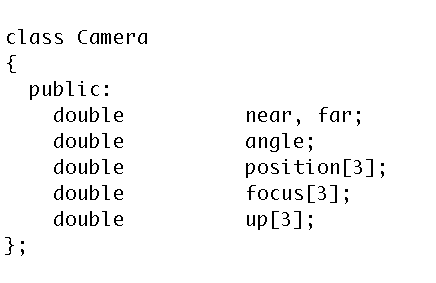 class Camera
{
  public:
    double          near, far;
    double          angle;
    double          position[3];
    double          focus[3];
    double          up[3];
};